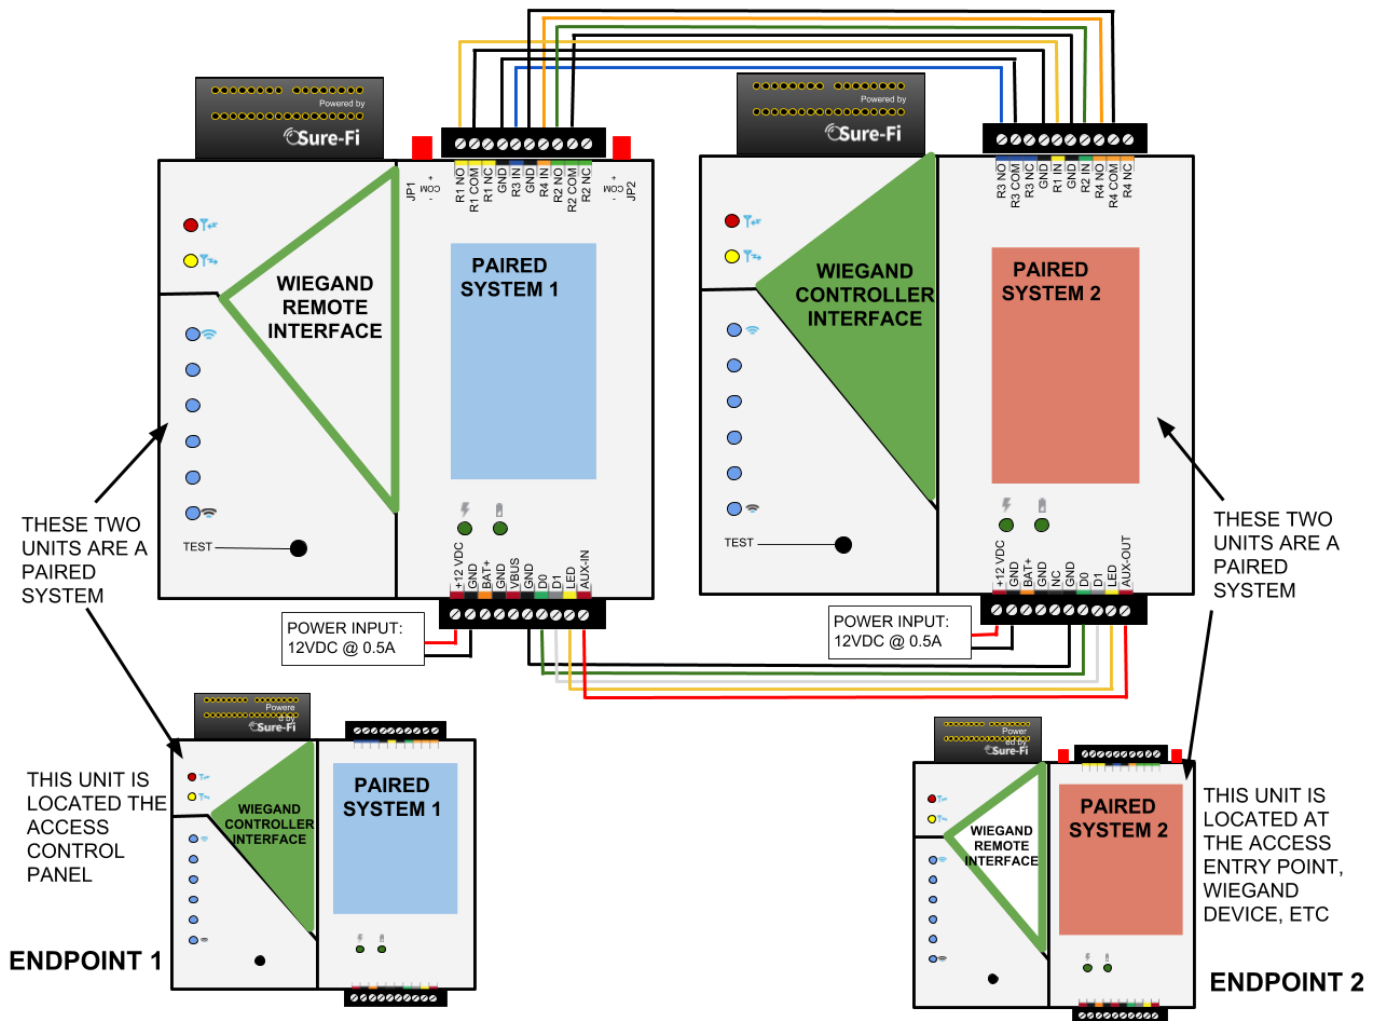 Powered by
Sure-Fi
Powered by
Sure-Fi
JP1
+
COM
-
R1 NO
R1 COM
R1 NC
GND
R3 IN
GND
R4 IN
R2 NO
R2 COM
R2 NC
+
COM
-
JP2
R3 NO
R3 COM
R3 NC
GND
R1 IN
GND
R2 IN
R4 NO
R4 COM
R4 NC
WIEGAND
REMOTE
INTERFACE
PAIRED
SYSTEM 1
WIEGAND
CONTROLLER
INTERFACE
PAIRED
SYSTEM 2
TEST
TEST
+12 VDC
GND
BAT+
GND
VBUS
GND
D0
D1
LED
AUX-IN
+12 VDC
GND
BAT+
GND
NC
GND
D0
D1
LED
AUX-OUT
POWER INPUT:
12VDC @ 0.5A
POWER INPUT:
12VDC @ 0.5A
THESE TWO
UNITS ARE A
PAIRED
SYSTEM
THESE TWO
UNITS ARE A
PAIRED
SYSTEM
Powere
d by
Sure-Fi
WIEGAND
CONTROLLER
INTERFACE
PAIRED
SYSTEM 1
THIS UNIT IS
LOCATED THE
ACCESS
CONTROL
PANEL
ENDPOINT 1
Power
ed by
Sure-Fi
WIEGAND
REMOTE
INTERFACE
PAIRED
SYSTEM 2
THIS UNIT IS
LOCATED AT
THE ACCESS
ENTRY POINT,
WIEGAND
DEVICE, ETC
ENDPOINT 2